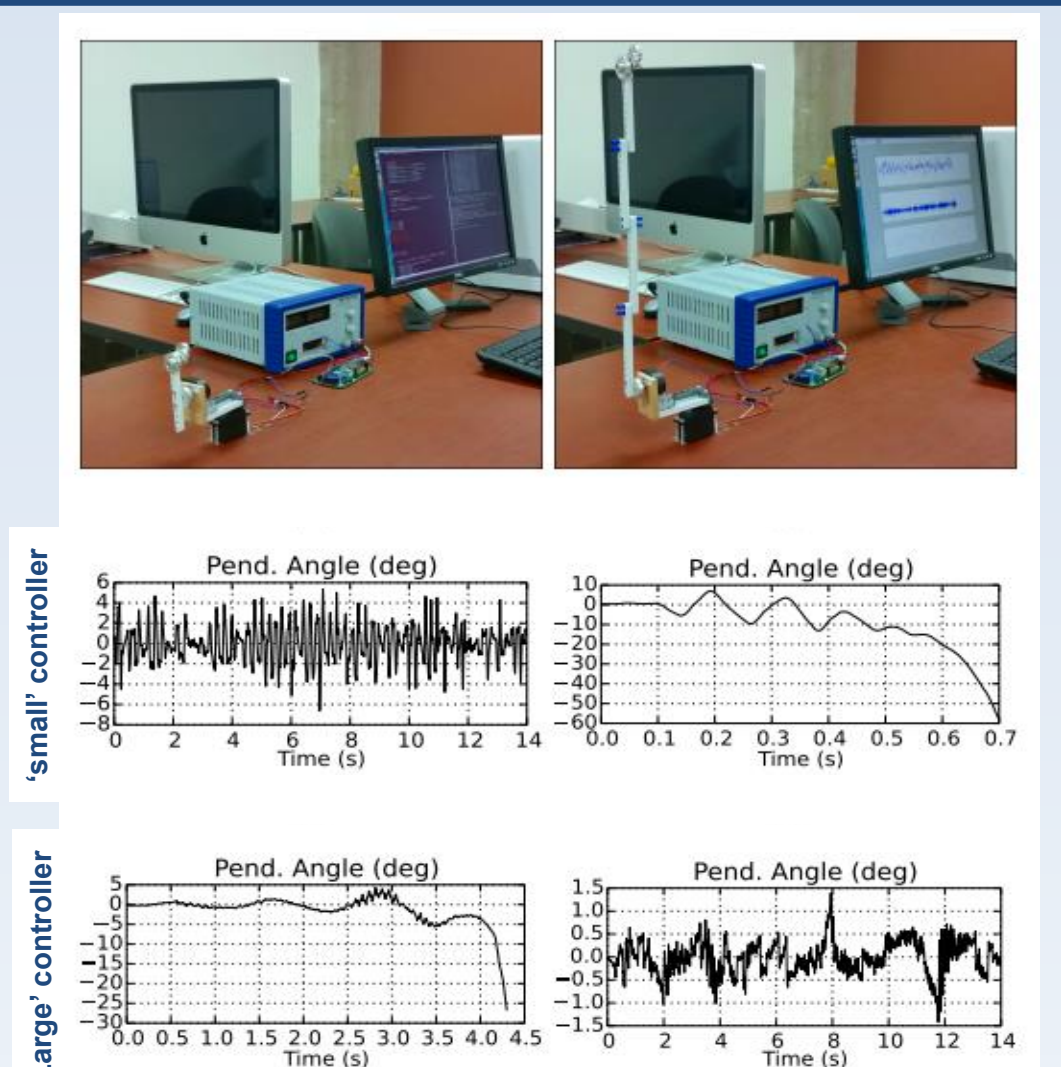 'small' controller
Pend. Angle (deg)
6
4
2
0
−2
−4
−6
−8
0 2 4 6 8 10 12 14
Time (s)
Pend. Angle (deg)
10
0
−10
−20
−30
−40
−50
−60
0.0 0.1 0.2 0.3 0.4 0.5 0.6 0.7
Time (s)
arge' controller
Pend. Angle (deg)
5
0
−5
−10
−15
−20
−25
−30
0.0 0.5 1.0 1.5 2.0 2.5 3.0 3.5 4.0 4.5
Time (s)
Pend. Angle (deg)
1.5
1.0
0.5
0.0
−0.5
−1.0
−1.5
0 2 4 6 8 10 12 14
Time (s)